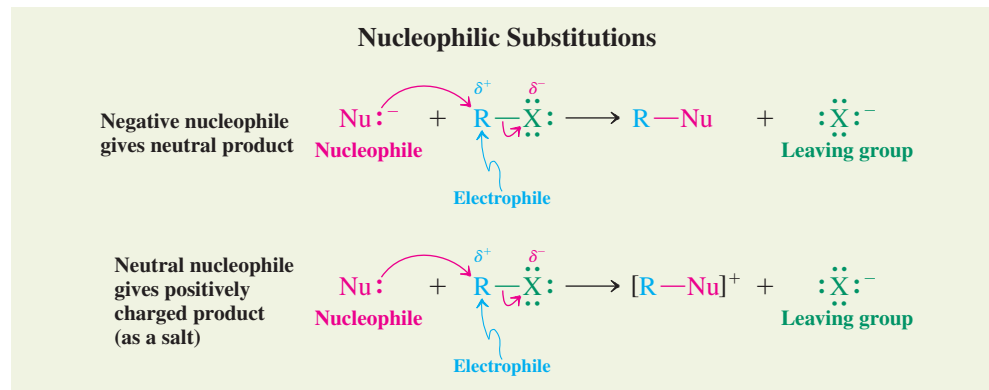 Nucleophilic Substitutions
δ⁺ δ⁻
Negative nucleophile
gives neutral product
Nu:⁻ + R—X: ⟶ R—Nu + :X:⁻
Nucleophile
Leaving group
Electrophile
δ⁺ δ⁻
Neutral nucleophile
gives positively
charged product
(as a salt)
Nu: + R—X: ⟶ [R—Nu]⁺ + :X:⁻
Nucleophile
Leaving group
Electrophile